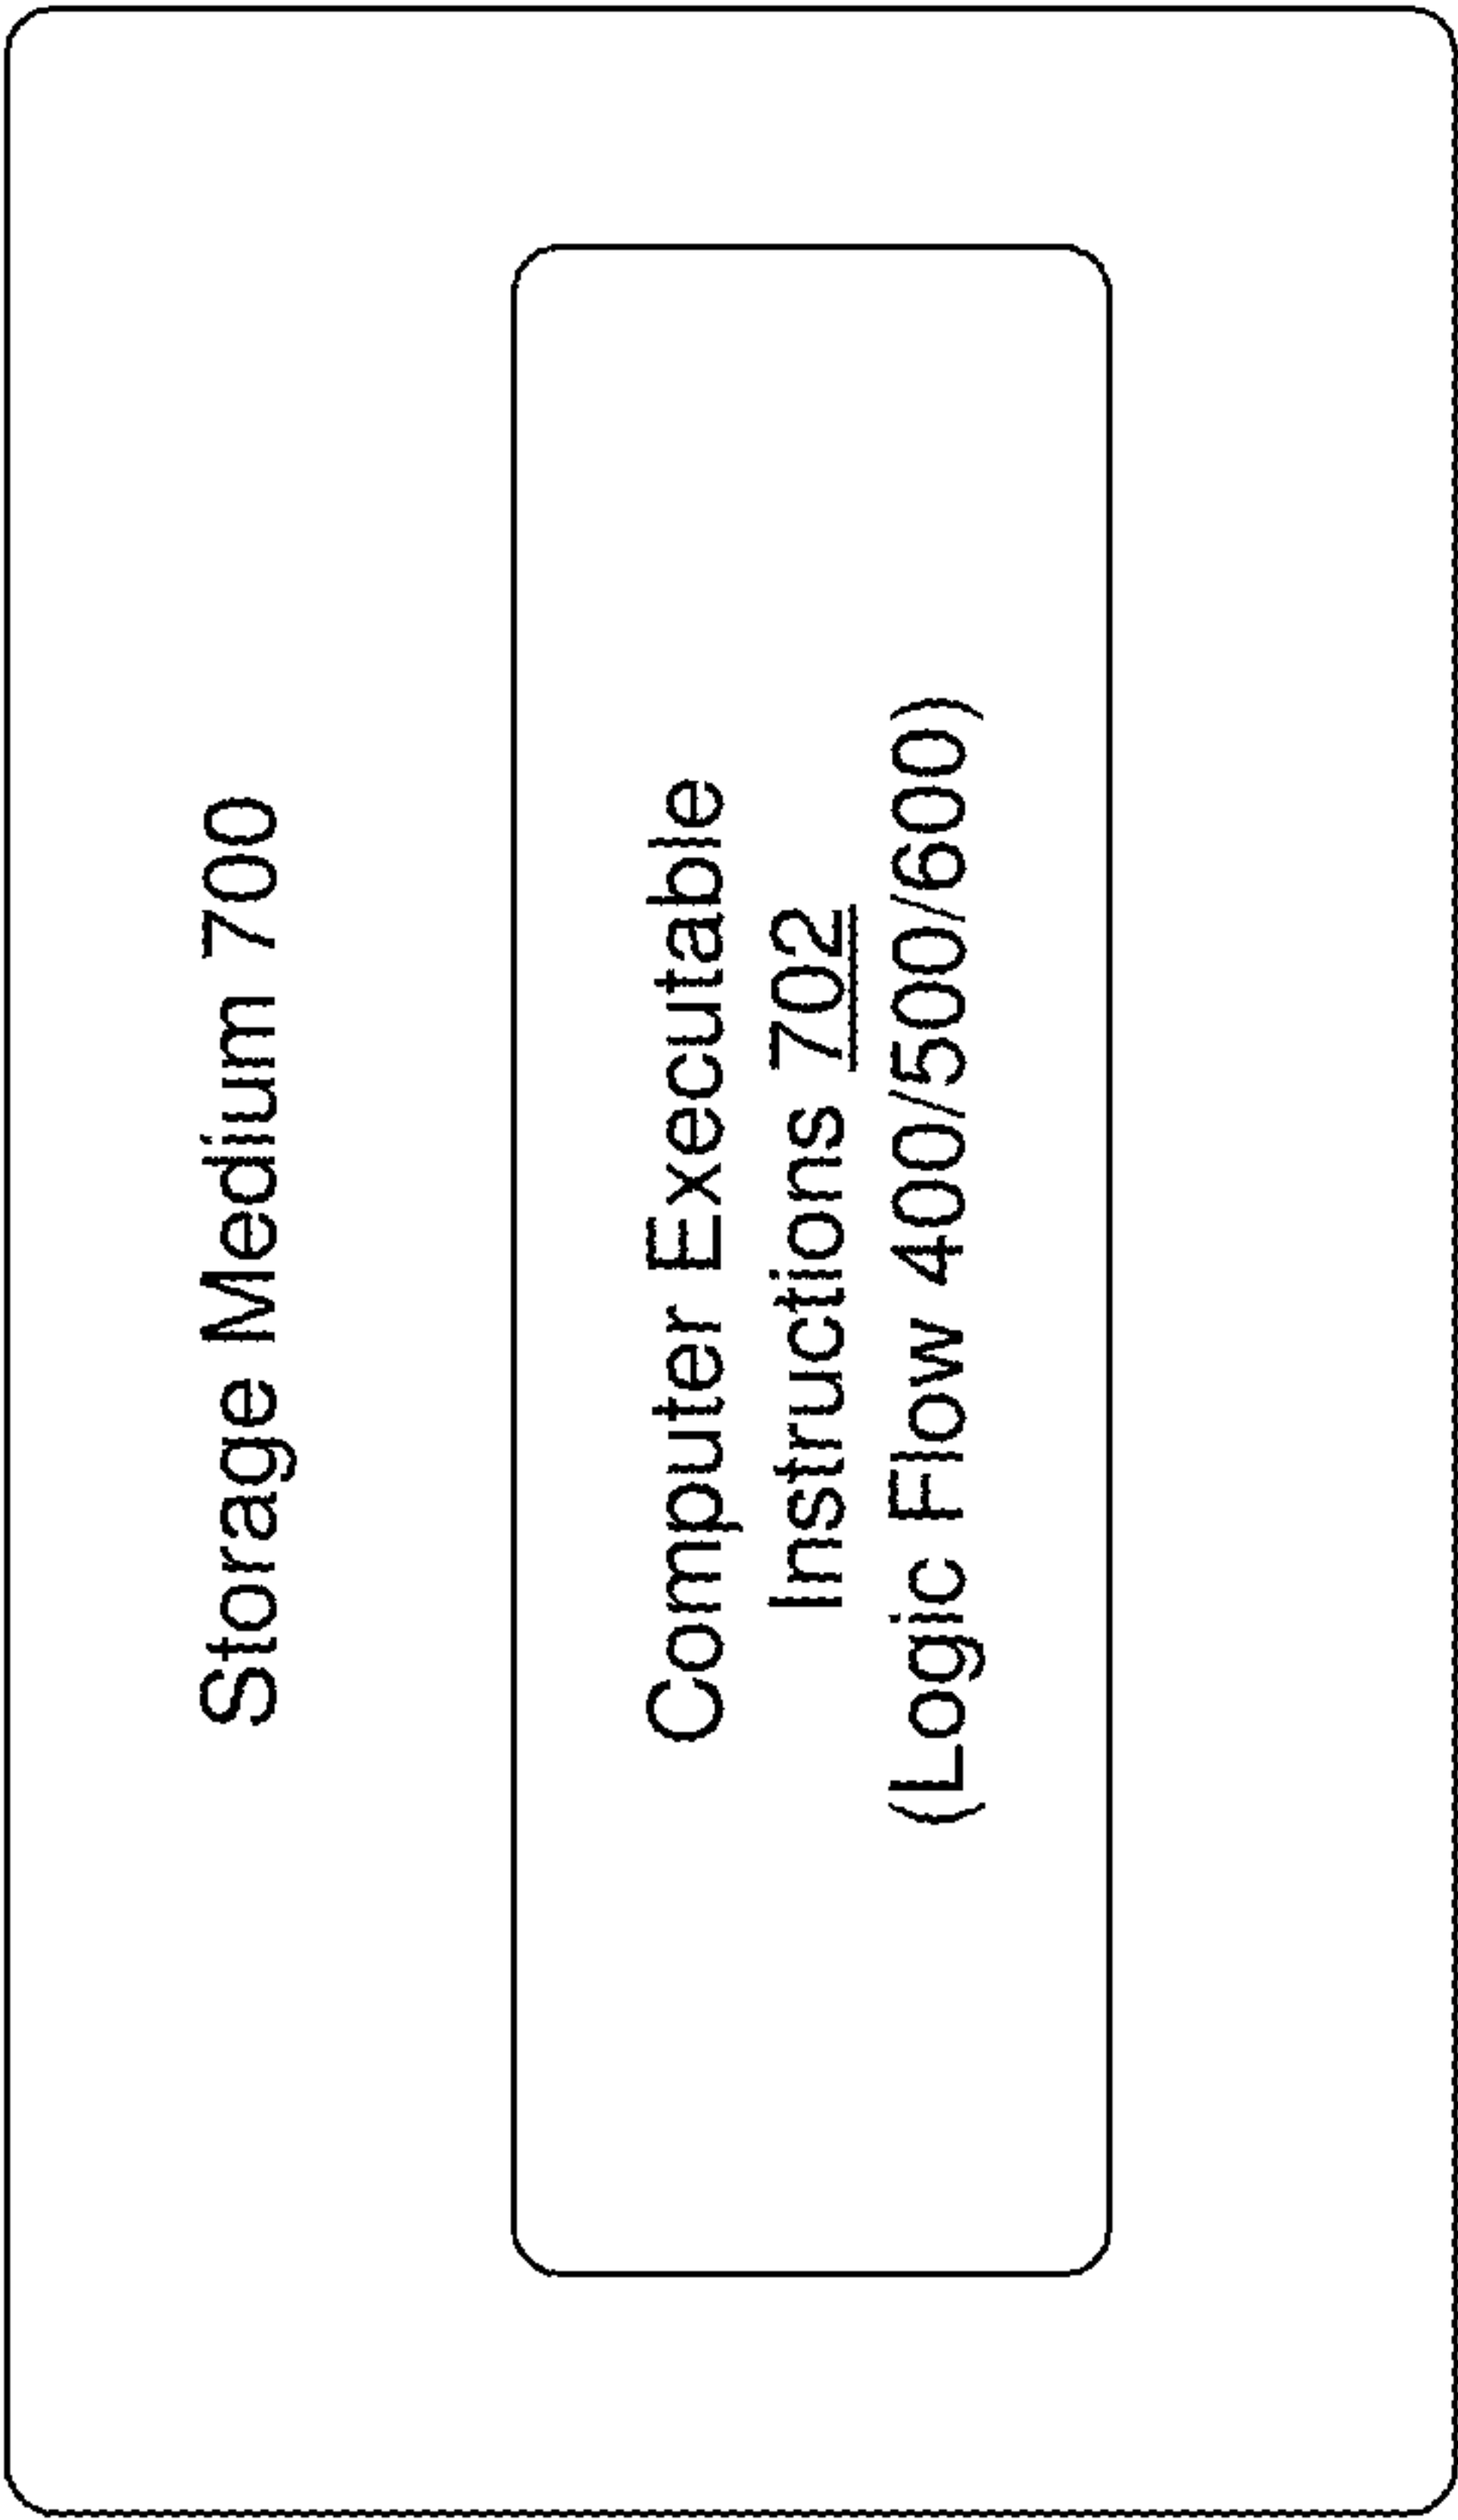 Storage Medium 700
Computer Executable
Instructions 702
(Logic Flow 400/500/600)